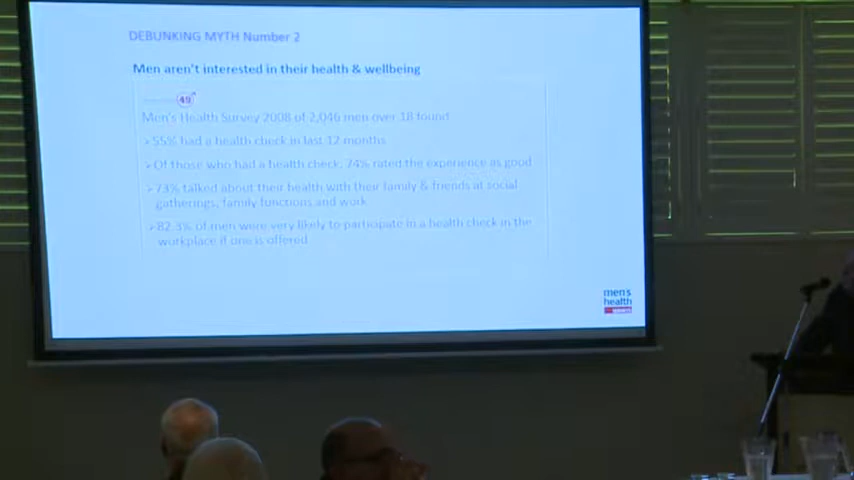 DEBUNKING MYTH Number 2
Men aren't interested in their health & wellbeing
49
Men's Health Survey 2008 of 2,046 men over 18 found
➢55% had a health check in last 12 months
➢Of those who had a health check, 74% rated the experience as good
➢73% talked about their health with their family & friends at social
gatherings, family functions and work
➢82.3% of men were very likely to participate in a health check in the
workplace if one is offered
men's
health